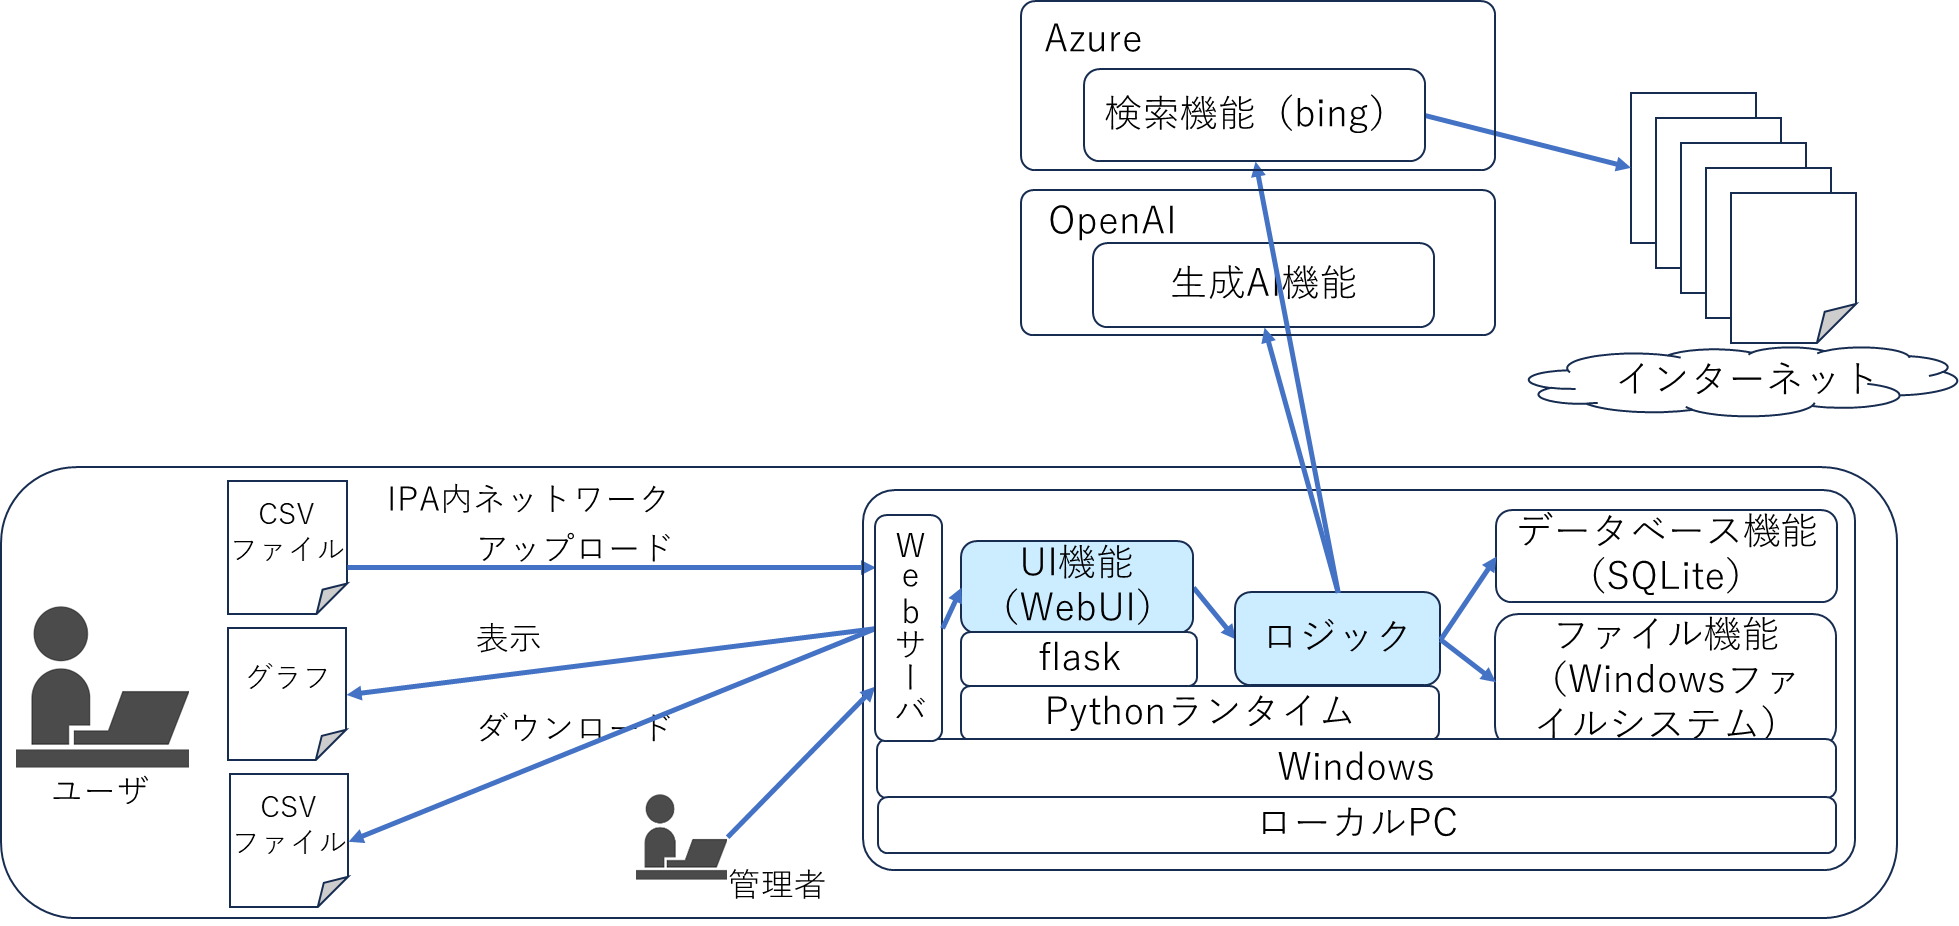 Azure
検索機能（bing）
OpenAI
生成AI機能
インターネット
CSV
ファイル
IPA内ネットワーク
アップロード
グラフ
表示
ダウンロード
CSV
ファイル
ユーザ
管理者
Webサーバ
UI機能
（WebUI）
flask
Pythonランタイム
ロジック
データベース機能
（SQLite）
ファイル機能
（Windowsファ
イルシステム）
Windows
ローカルPC